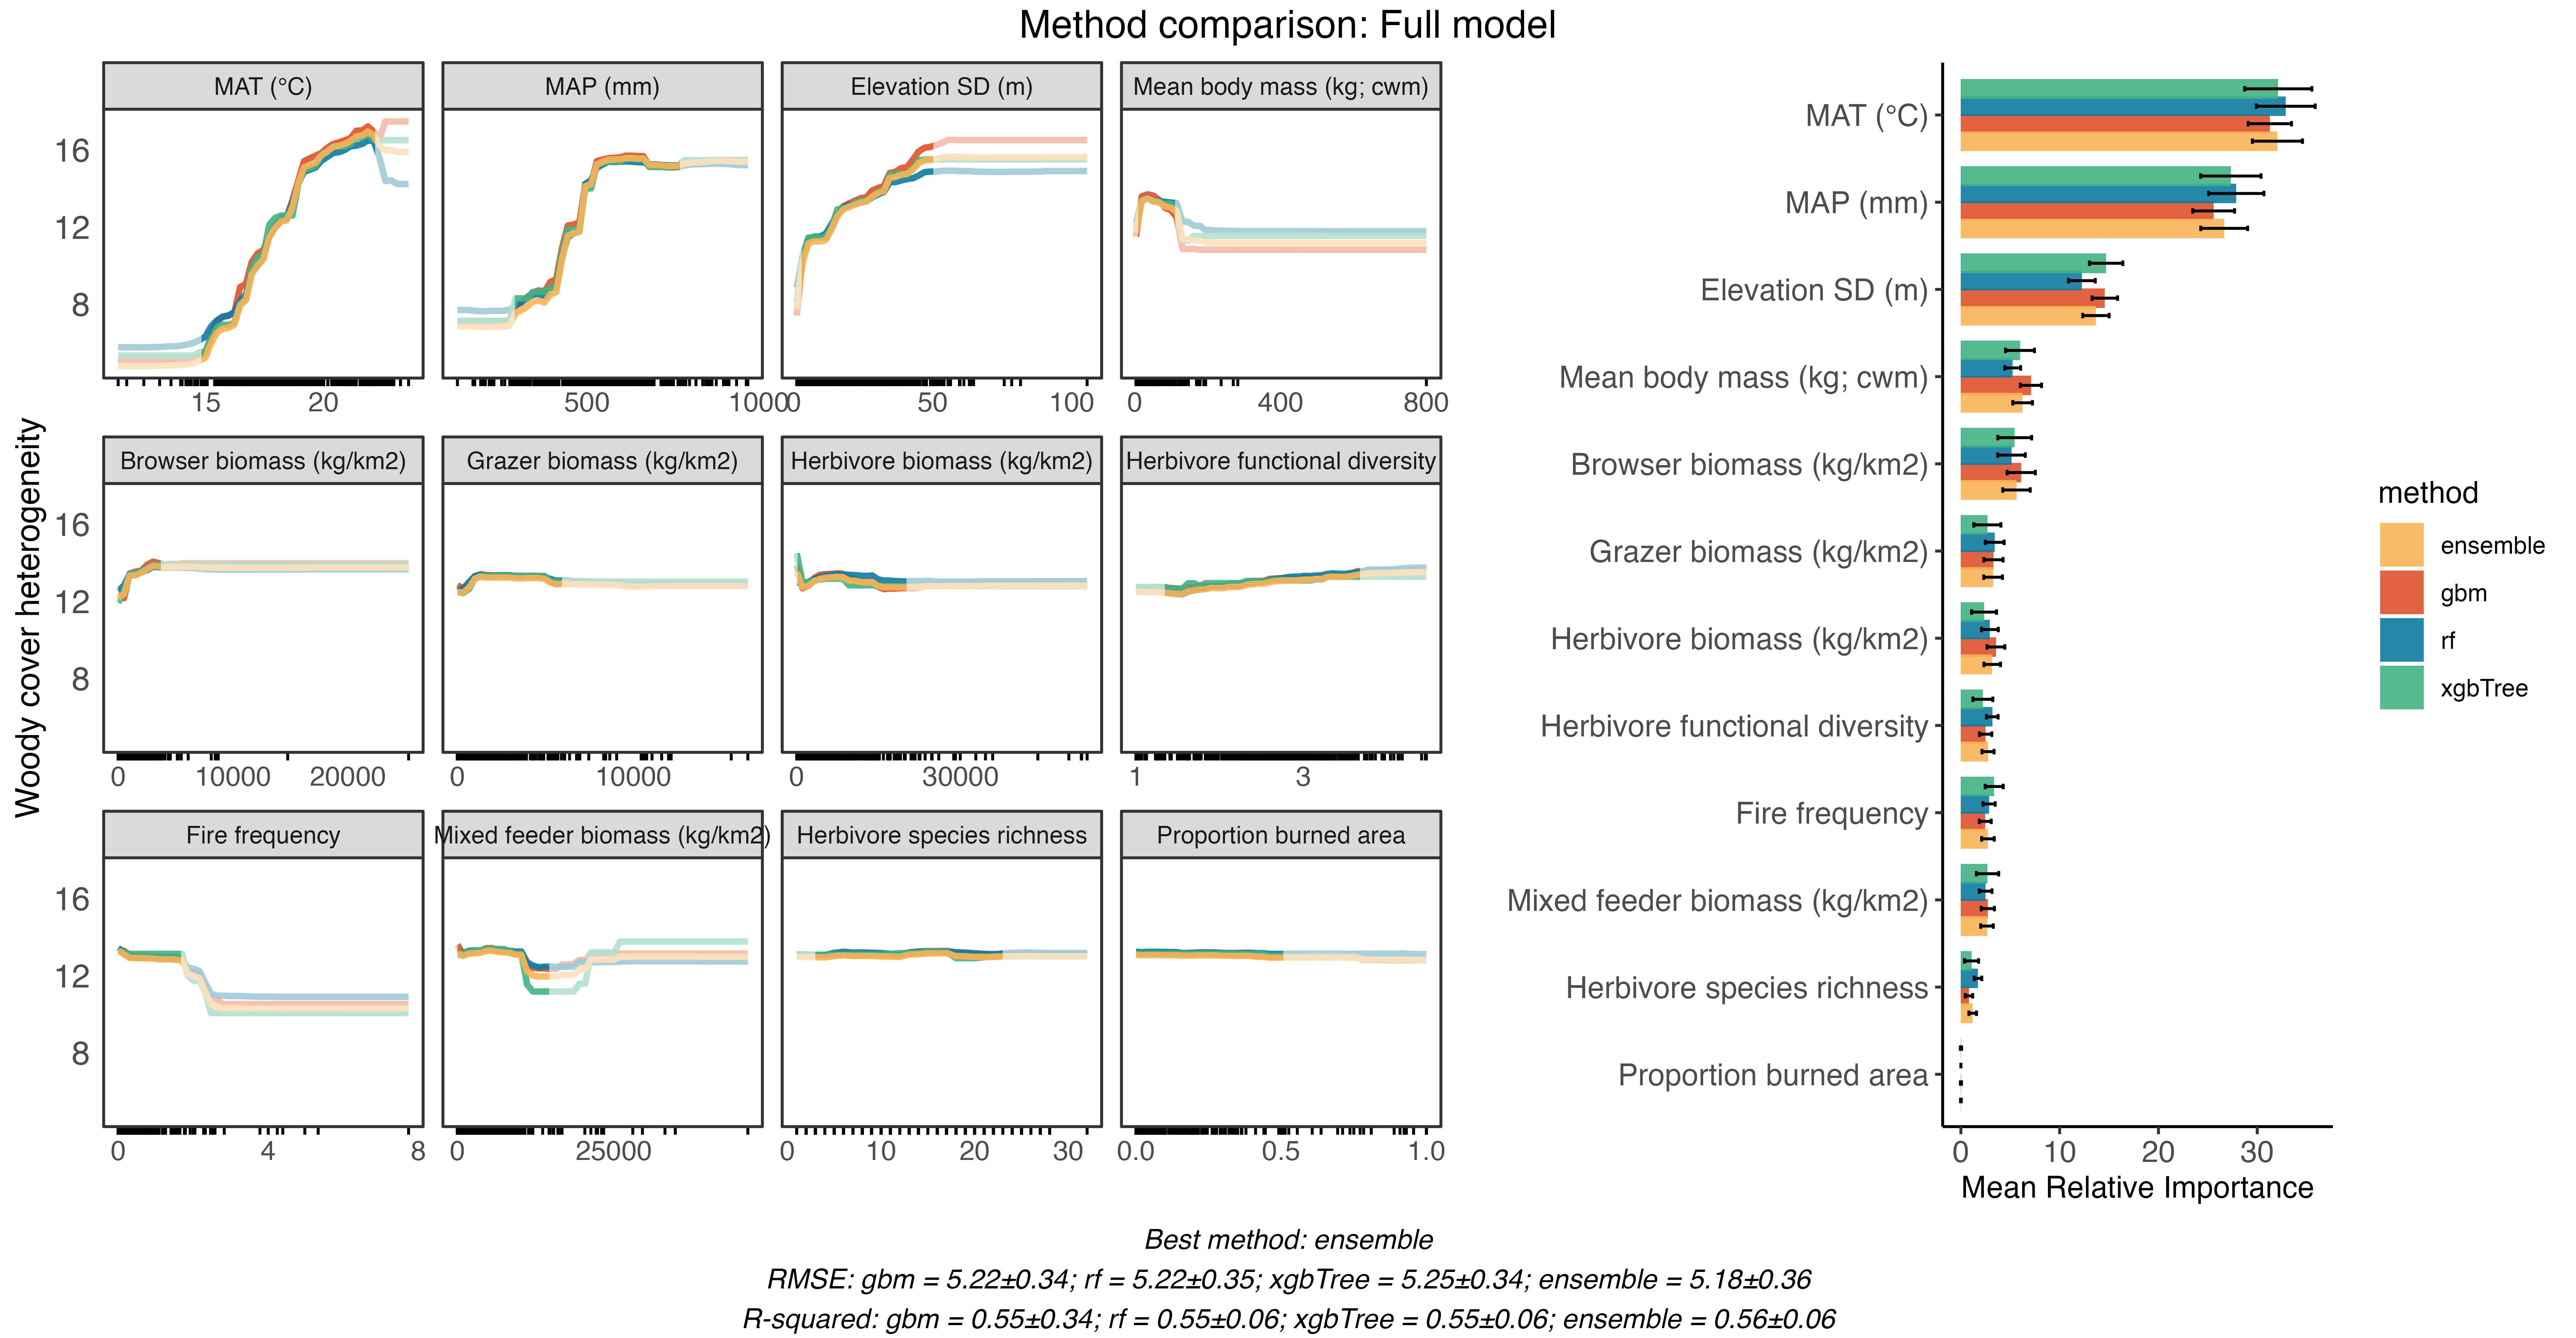 Method comparison: Full model
MAT (°C)
MAP (mm)
Elevation SD (m)
Mean body mass (kg; cwm)
16
12
8
15
20
500
1000
0
50
100
0
400
800
Woody cover heterogeneity
Browser biomass (kg/km2)
Grazer biomass (kg/km2)
Herbivore biomass (kg/km2)
Herbivore functional diversity
16
12
8
0
10000
20000
0
10000
0
30000
1
3
Fire frequency
Mixed feeder biomass (kg/km2)
Herbivore species richness
Proportion burned area
16
12
8
0
4
8
0
25000
0
10
20
30
0.0
0.5
1.0
MAT (°C)
MAP (mm)
Elevation SD (m)
Mean body mass (kg; cwm)
Browser biomass (kg/km2)
Grazer biomass (kg/km2)
Herbivore biomass (kg/km2)
Herbivore functional diversity
Fire frequency
Mixed feeder biomass (kg/km2)
Herbivore species richness
Proportion burned area
0
10
20
30
Mean Relative Importance
method
ensemble
gbm
rf
xgbTree
Best method: ensemble
RMSE: gbm = 5.22±0.34; rf = 5.22±0.35; xgbTree = 5.25±0.34; ensemble = 5.18±0.36
R-squared: gbm = 0.55±0.34; rf = 0.55±0.06; xgbTree = 0.55±0.06; ensemble = 0.56±0.06